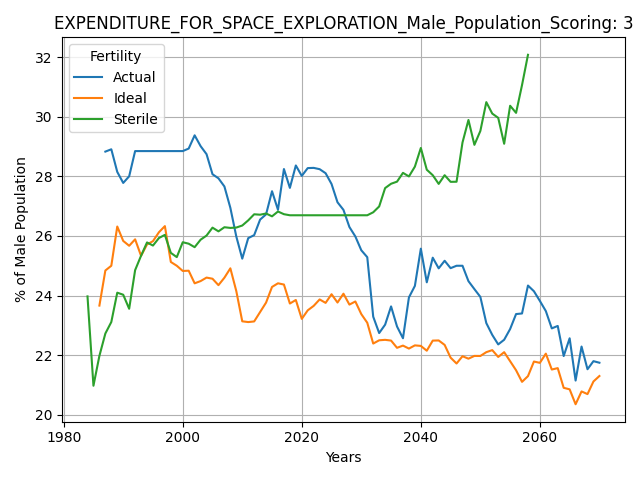 EXPENDITURE_FOR_SPACE_EXPLORATION_Male_Population_Scoring: 3
Fertility
Actual
Ideal
Sterile
% of Male Population
32
30
28
26
24
22
20
1980
2000
2020
2040
2060
Years